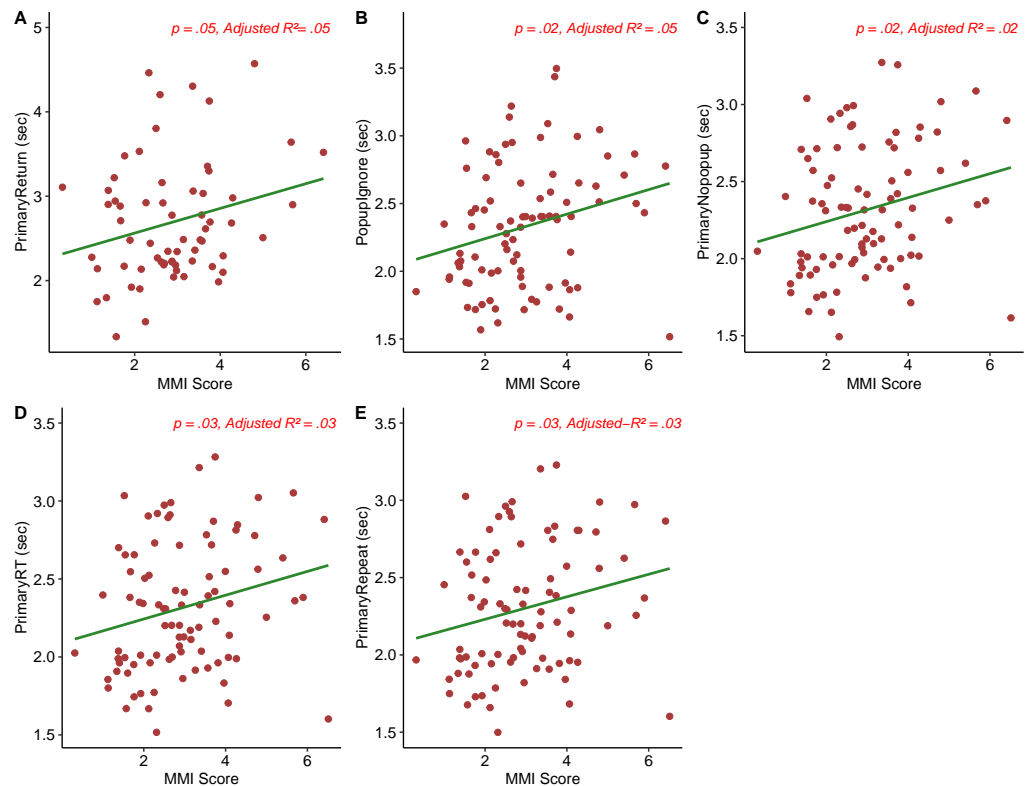 A
p = .05, Adjusted R²= .05
PrimaryReturn (sec)
5
4
3
2
2
4
6
MMI Score
B
p = .02, Adjusted R² = .05
PopupIgnore (sec)
3.5
3.0
2.5
2.0
1.5
2
4
6
MMI Score
C
p = .02, Adjusted R² = .02
PrimaryNopopup (sec)
3.0
2.5
2.0
1.5
2
4
6
MMI Score
D
p = .03, Adjusted R² = .03
PrimaryRT (sec)
3.5
3.0
2.5
2.0
1.5
2
4
6
MMI Score
E
p = .03, Adjusted−R² = .03
PrimaryRepeat (sec)
3.5
3.0
2.5
2.0
1.5
2
4
6
MMI Score